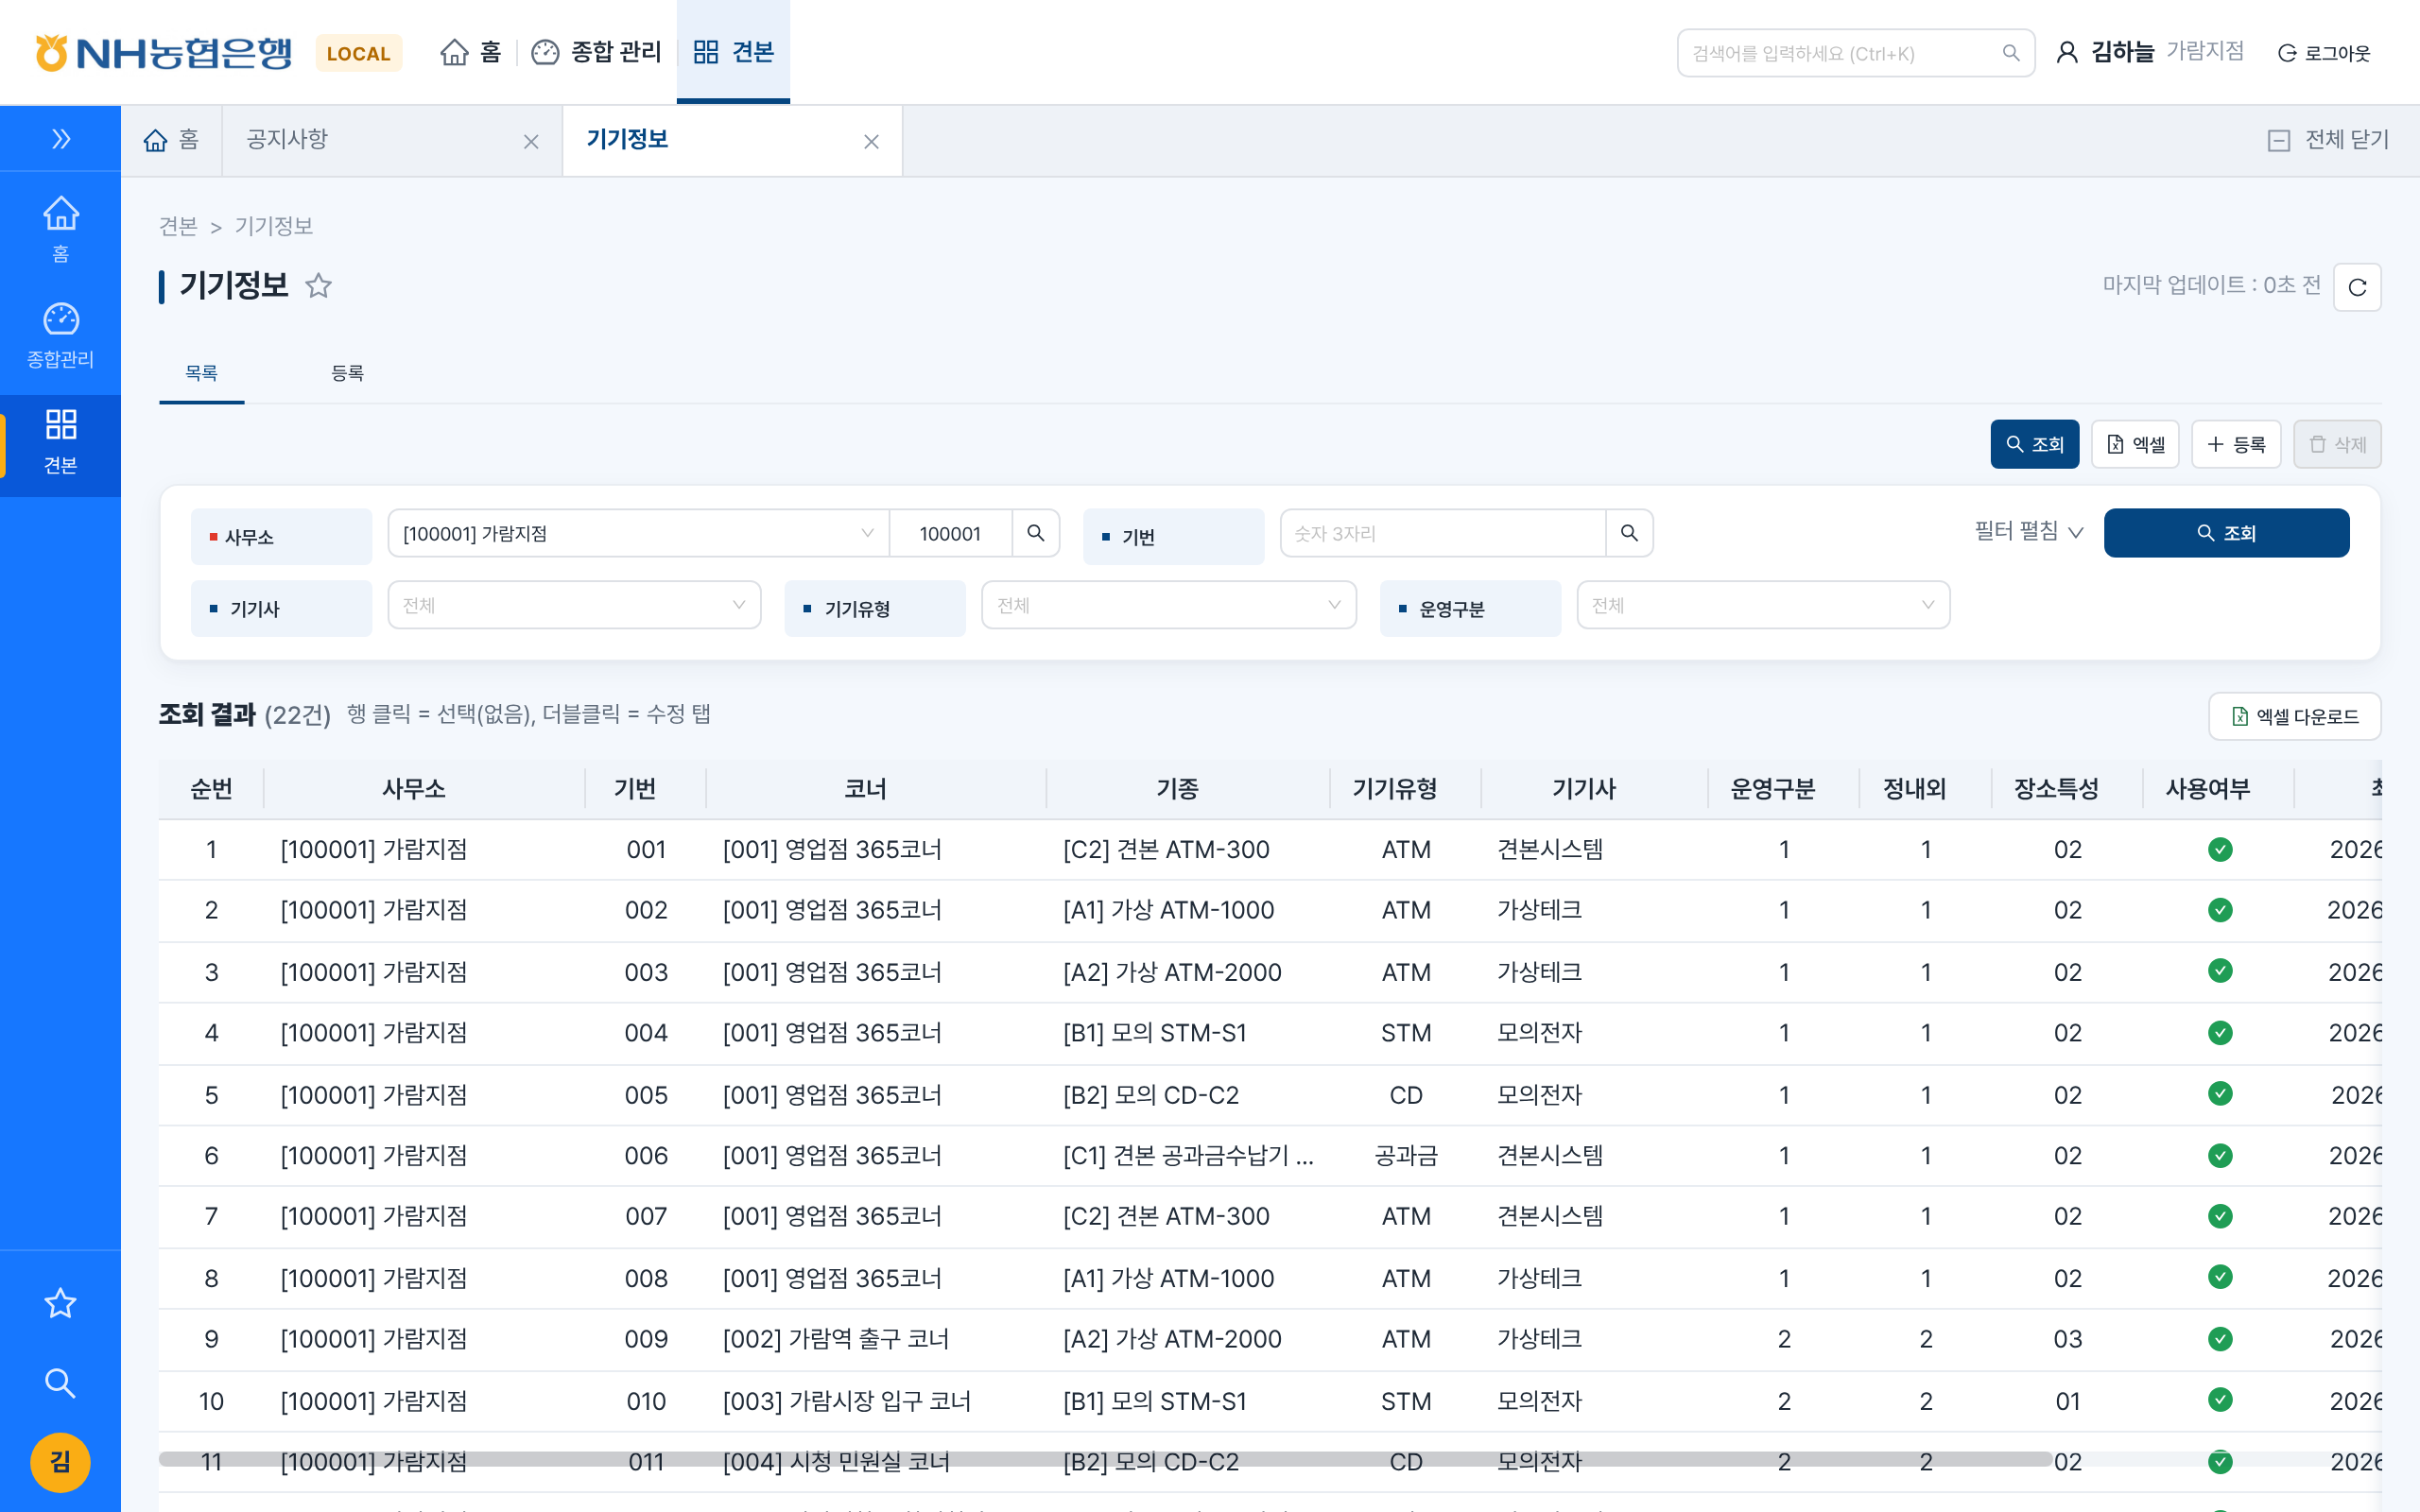 NH농협은행 LOCAL 홈 종합 관리 견본 검색어를 입력하세요 (Ctrl+K) 김하늘 가람지점 로그아웃
홈 공지사항 기기정보 전체 닫기
홈
종합관리
견본
김
견본 > 기기정보
기기정보 마지막 업데이트 : 0초 전
목록 등록
조회 엑셀 등록 삭제
사무소 [100001] 가람지점 100001 기번 숫자 3자리 필터 펼침 조회
기기사 전체 기기유형 전체 운영구분 전체
조회 결과 (22건) 행 클릭 = 선택(없음), 더블클릭 = 수정 탭 엑셀 다운로드
순번 사무소 기번 코너 기종 기기유형 기기사 운영구분 정내외 장소특성 사용여부
1 [100001] 가람지점 001 [001] 영업점 365코너 [C2] 견본 ATM-300 ATM 견본시스템 1 1 02 2026
2 [100001] 가람지점 002 [001] 영업점 365코너 [A1] 가상 ATM-1000 ATM 가상테크 1 1 02 2026
3 [100001] 가람지점 003 [001] 영업점 365코너 [A2] 가상 ATM-2000 ATM 가상테크 1 1 02 2026
4 [100001] 가람지점 004 [001] 영업점 365코너 [B1] 모의 STM-S1 STM 모의전자 1 1 02 2026
5 [100001] 가람지점 005 [001] 영업점 365코너 [B2] 모의 CD-C2 CD 모의전자 1 1 02 2026
6 [100001] 가람지점 006 [001] 영업점 365코너 [C1] 견본 공과금수납기 ... 공과금 견본시스템 1 1 02 2026
7 [100001] 가람지점 007 [001] 영업점 365코너 [C2] 견본 ATM-300 ATM 견본시스템 1 1 02 2026
8 [100001] 가람지점 008 [001] 영업점 365코너 [A1] 가상 ATM-1000 ATM 가상테크 1 1 02 2026
9 [100001] 가람지점 009 [002] 가람역 출구 코너 [A2] 가상 ATM-2000 ATM 가상테크 2 2 03 2026
10 [100001] 가람지점 010 [003] 가람시장 입구 코너 [B1] 모의 STM-S1 STM 모의전자 2 2 01 2026
11 [100001] 가람지점 011 [004] 시청 민원실 코너 [B2] 모의 CD-C2 CD 모의전자 2 2 02 2026